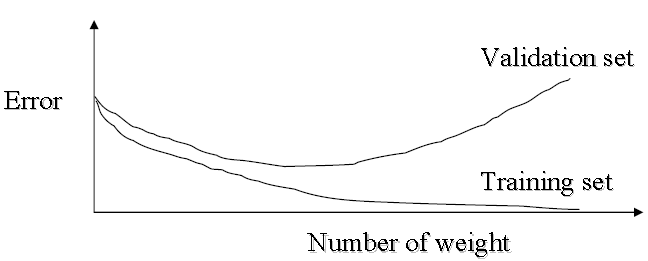 Validation set
Error
Training set
Number of weight